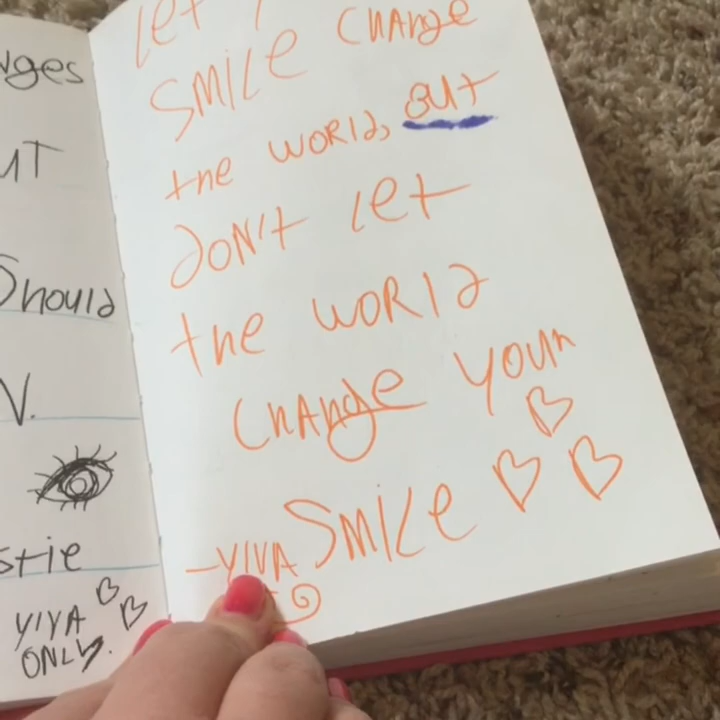 nges
UT
Should
V.
stie
YIYA
ONLY.
Let
SMILE CHANGE
the WORLD, BUT
DON'T Let
the WORLD
CHANGE YOUR
SMILE
-YIYA